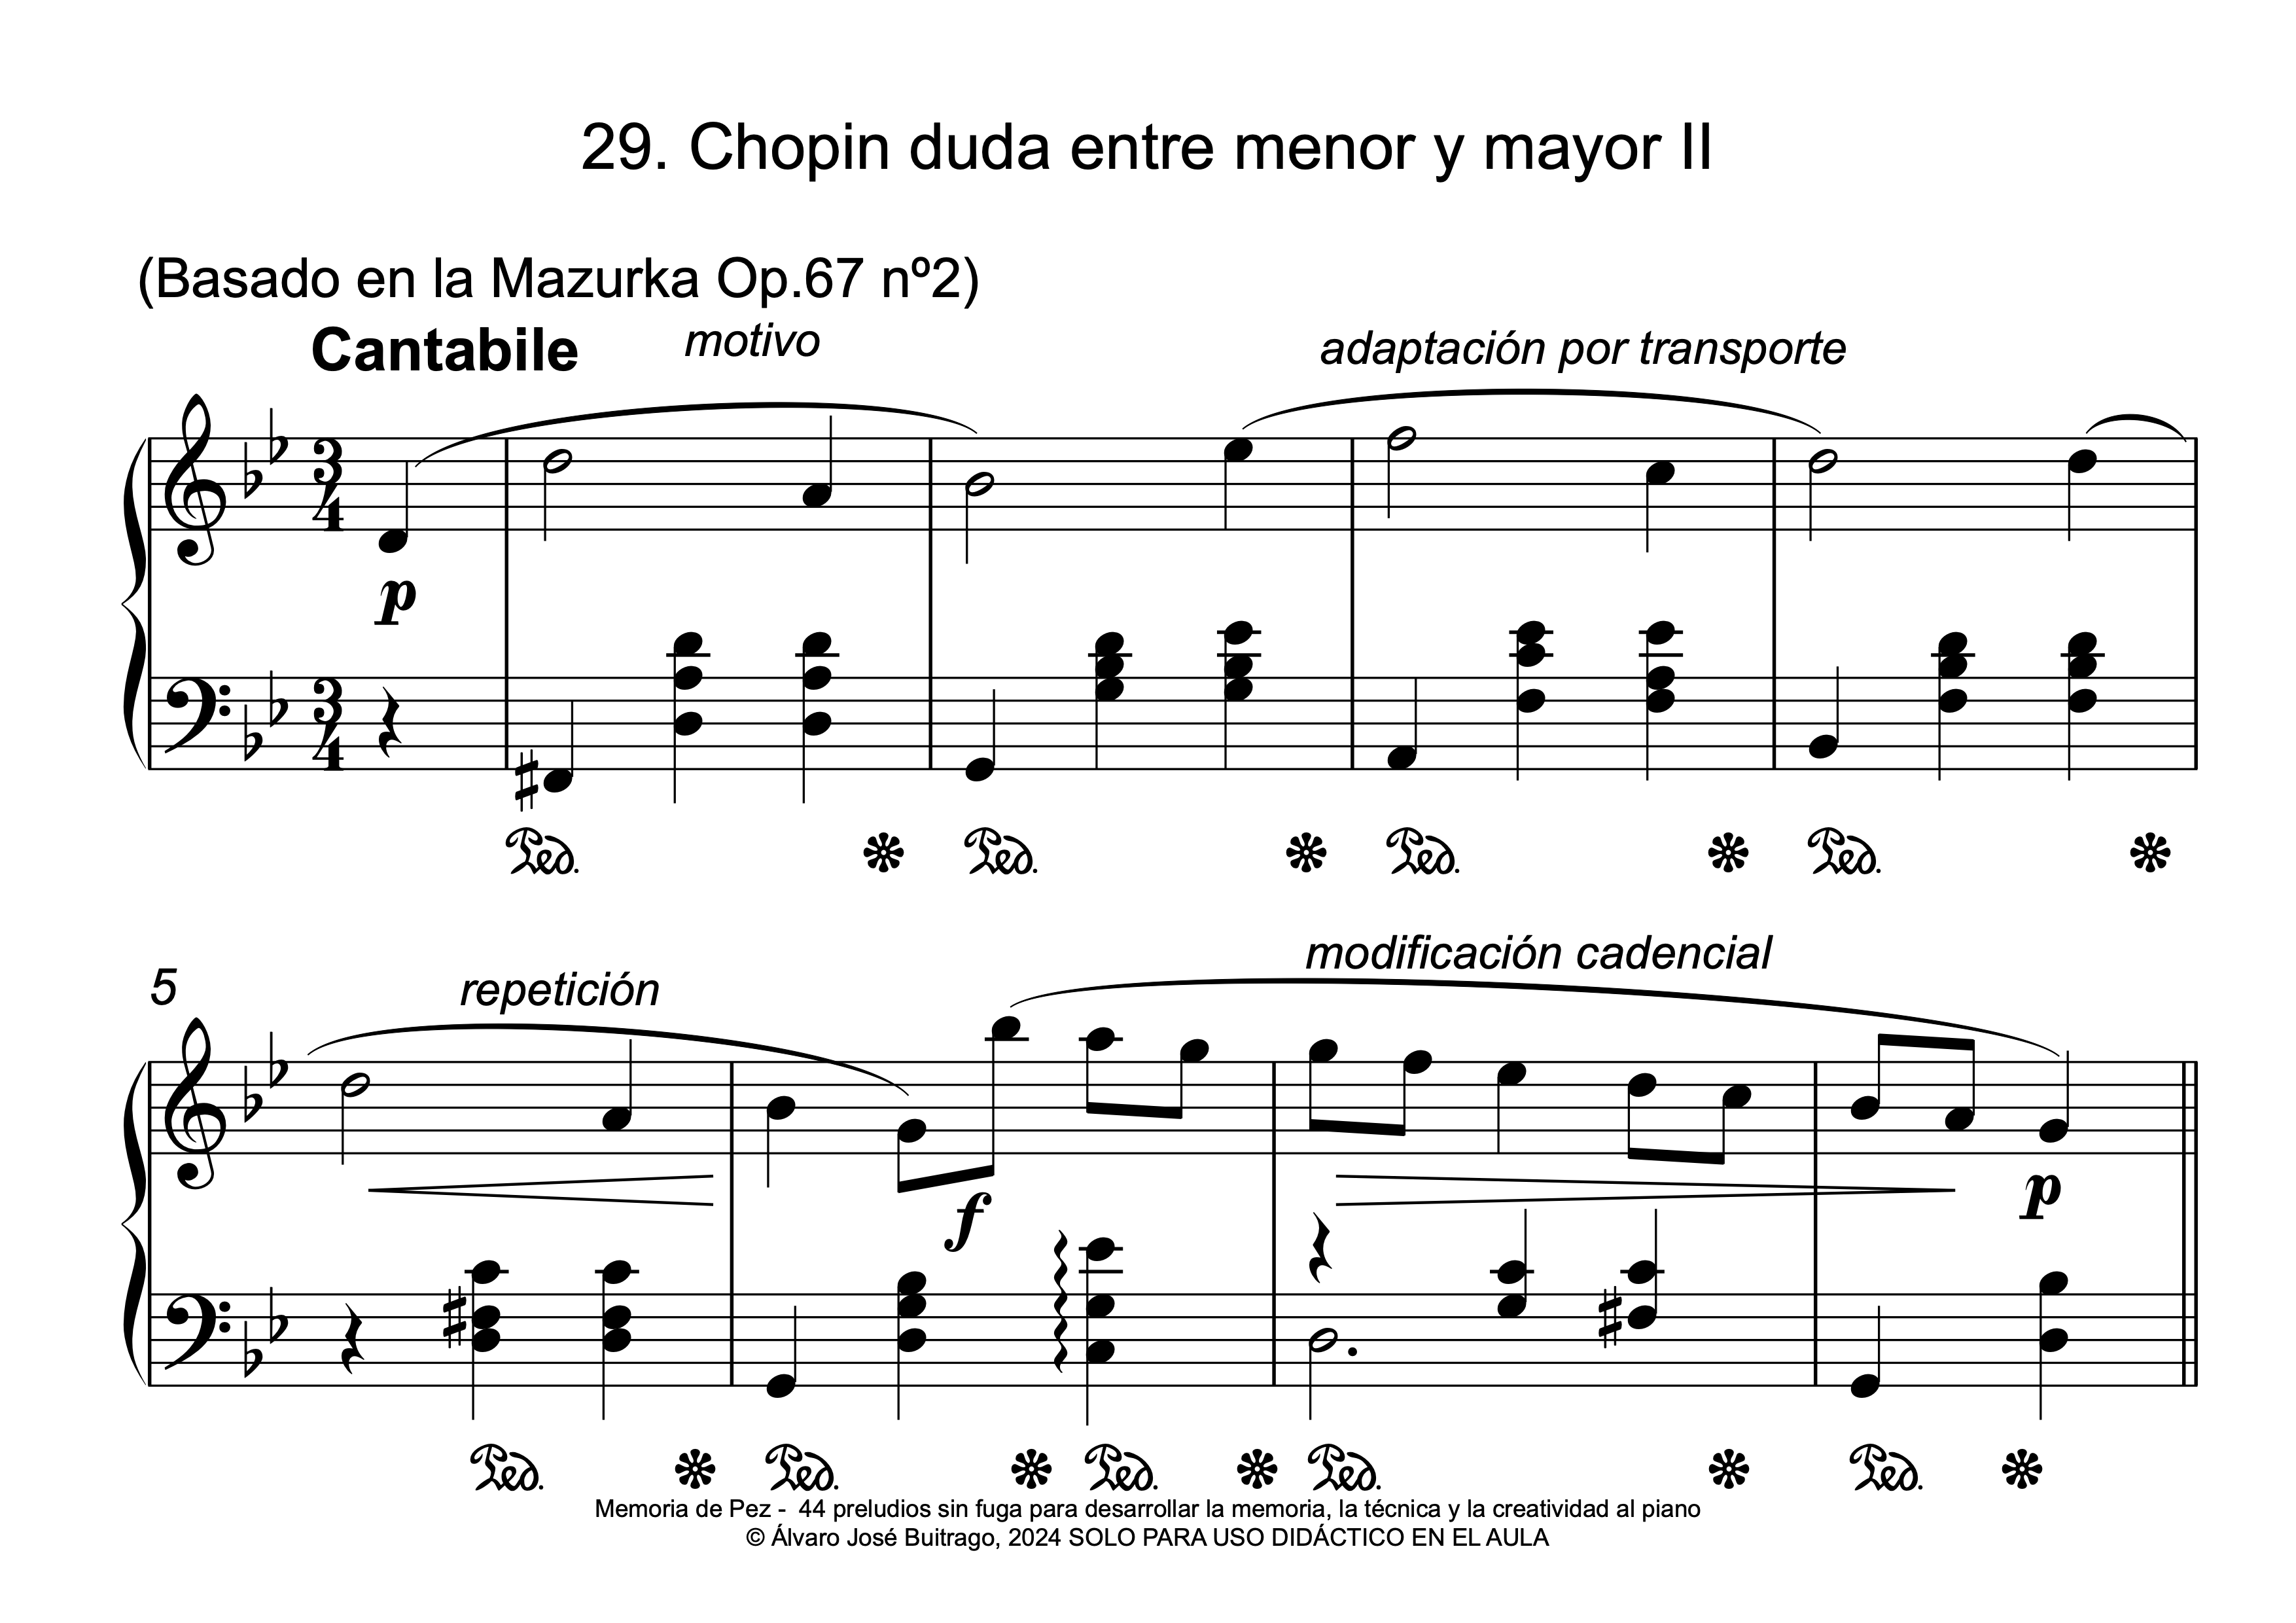 29. Chopin duda entre menor y mayor II
(Basado en la Mazurka Op.67 nº2)
Cantabile
motivo
adaptación por transporte
3
4
p
3
4
Ped. Ped. Ped. Ped.
5
repetición
modificación cadencial
f
p
Ped. Ped. Ped. Ped. Ped.
Memoria de Pez - 44 preludios sin fuga para desarrollar la memoria, la técnica y la creatividad al piano
© Álvaro José Buitrago, 2024 SOLO PARA USO DIDÁCTICO EN EL AULA